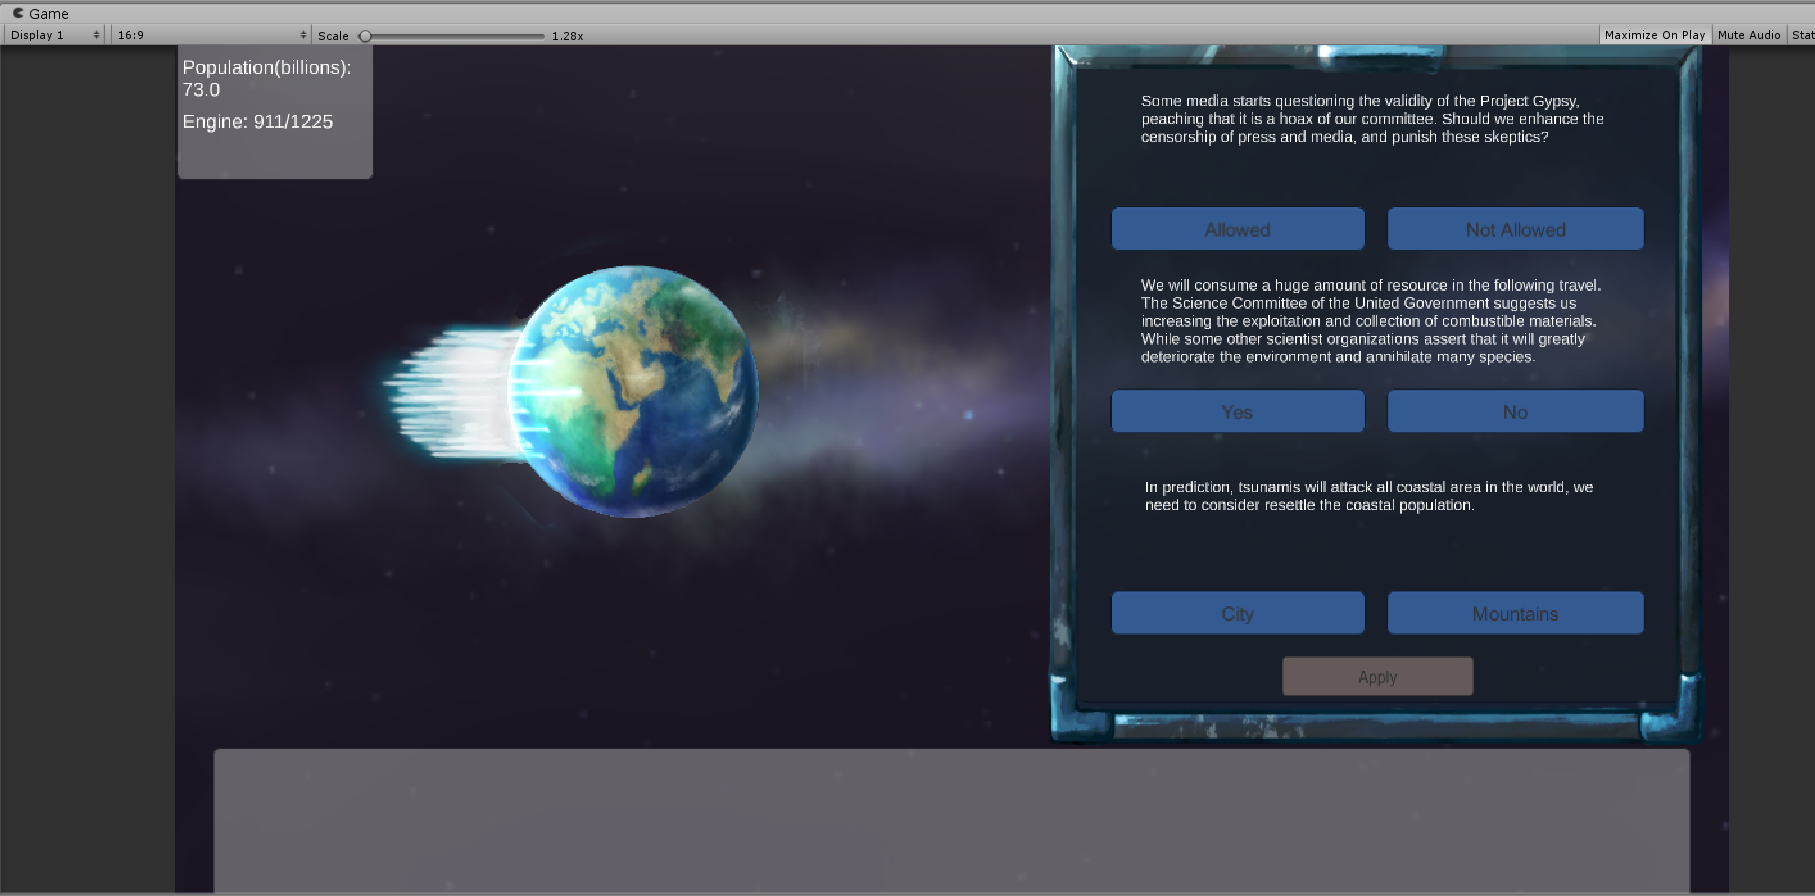 Game
Display 1 16:9 Scale 1.28x Maximize On Play Mute Audio Stat
Population(billions):
73.0
Engine: 911/1225
Some media starts questioning the validity of the Project Gypsy,
peaching that it is a hoax of our committee. Should we enhance the
censorship of press and media, and punish these skeptics?
Allowed Not Allowed
We will consume a huge amount of resource in the following travel.
The Science Committee of the United Government suggests us
increasing the exploitation and collection of combustible materials.
While some other scientist organizations assert that it will greatly
deteriorate the environment and annihilate many species.
Yes No
In prediction, tsunamis will attack all coastal area in the world, we
need to consider resettle the coastal population.
City Mountains
Apply